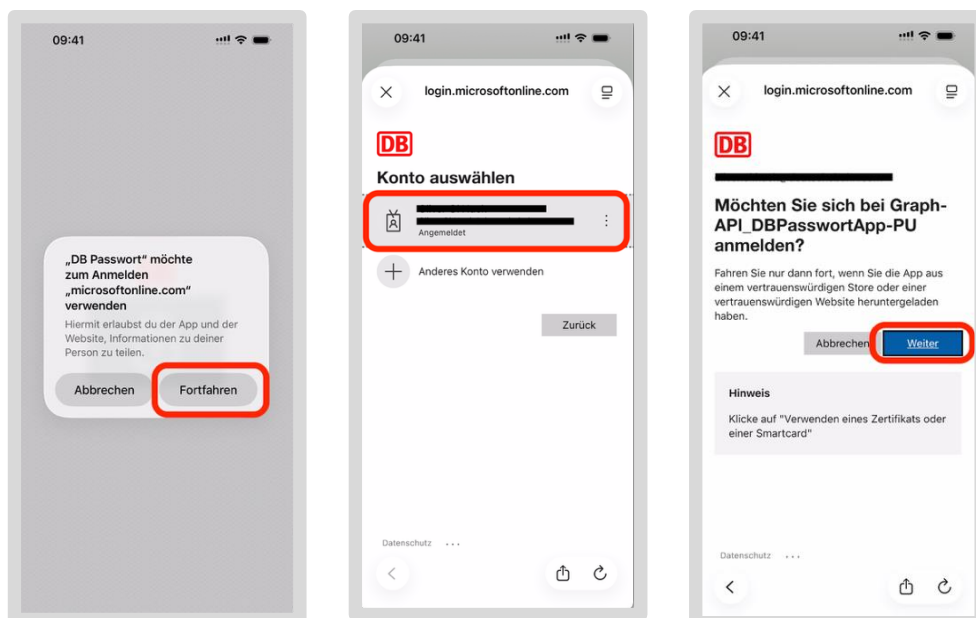 09:41
„DB Passwort" möchte
zum Anmelden
„microsoftonline.com"
verwenden
Hiermit erlaubst du der App und der
Website, Informationen zu deiner
Person zu teilen.
Abbrechen
Fortfahren
09:41
login.microsoftonline.com
DB
Konto auswählen
Angemeldet
Anderes Konto verwenden
Zurück
Datenschutz ...
09:41
login.microsoftonline.com
DB
Möchten Sie sich bei Graph-
API_DBPasswortApp-PU
anmelden?
Fahren Sie nur dann fort, wenn Sie die App aus
einem vertrauenswürdigen Store oder einer
vertrauenswürdigen Website heruntergeladen
haben.
Abbrechen
Weiter
Hinweis
Klicke auf "Verwenden eines Zertifikats oder
einer Smartcard"
Datenschutz ...